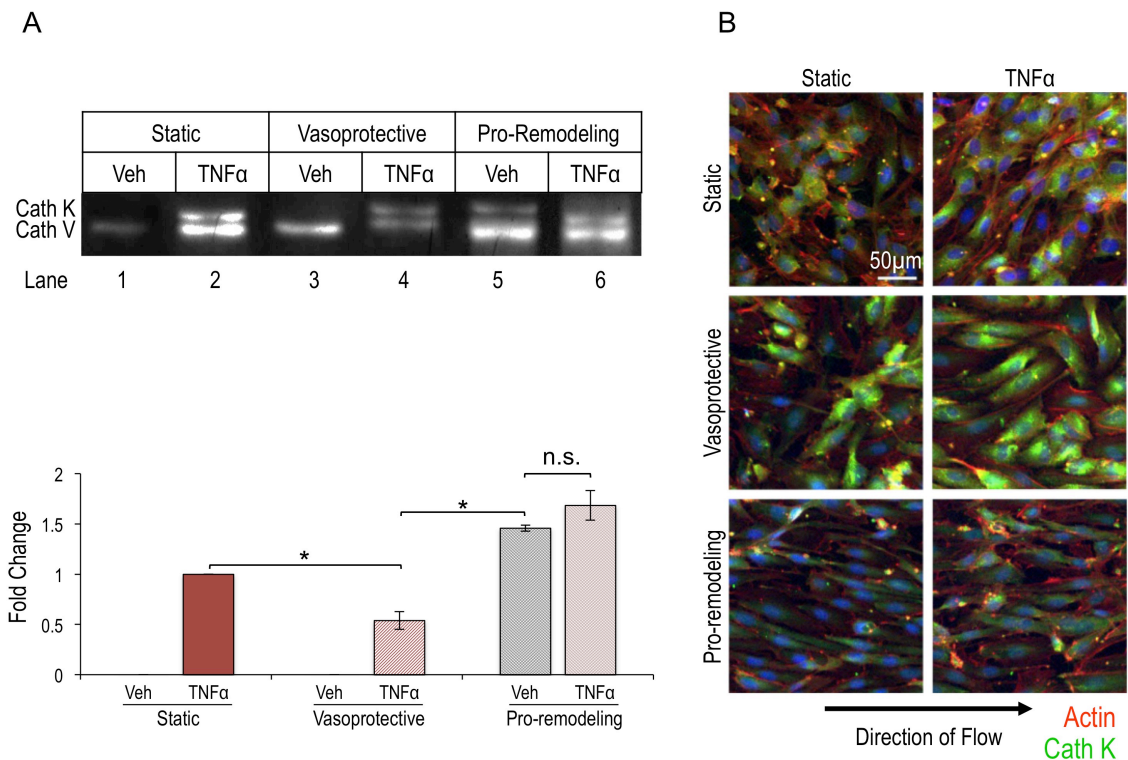 A
Static Vasoprotective Pro-Remodeling
Veh TNFα Veh TNFα Veh TNFα
Cath K
Cath V
Lane 1 2 3 4 5 6
Fold Change
2
1.5
1
0.5
0
*
*
n.s.
Veh TNFα Veh TNFα Veh TNFα
Static Vasoprotective Pro-remodeling
B
Static TNFα
Static
50µm
Vasoprotective
Pro-remodeling
Direction of Flow
Actin
Cath K